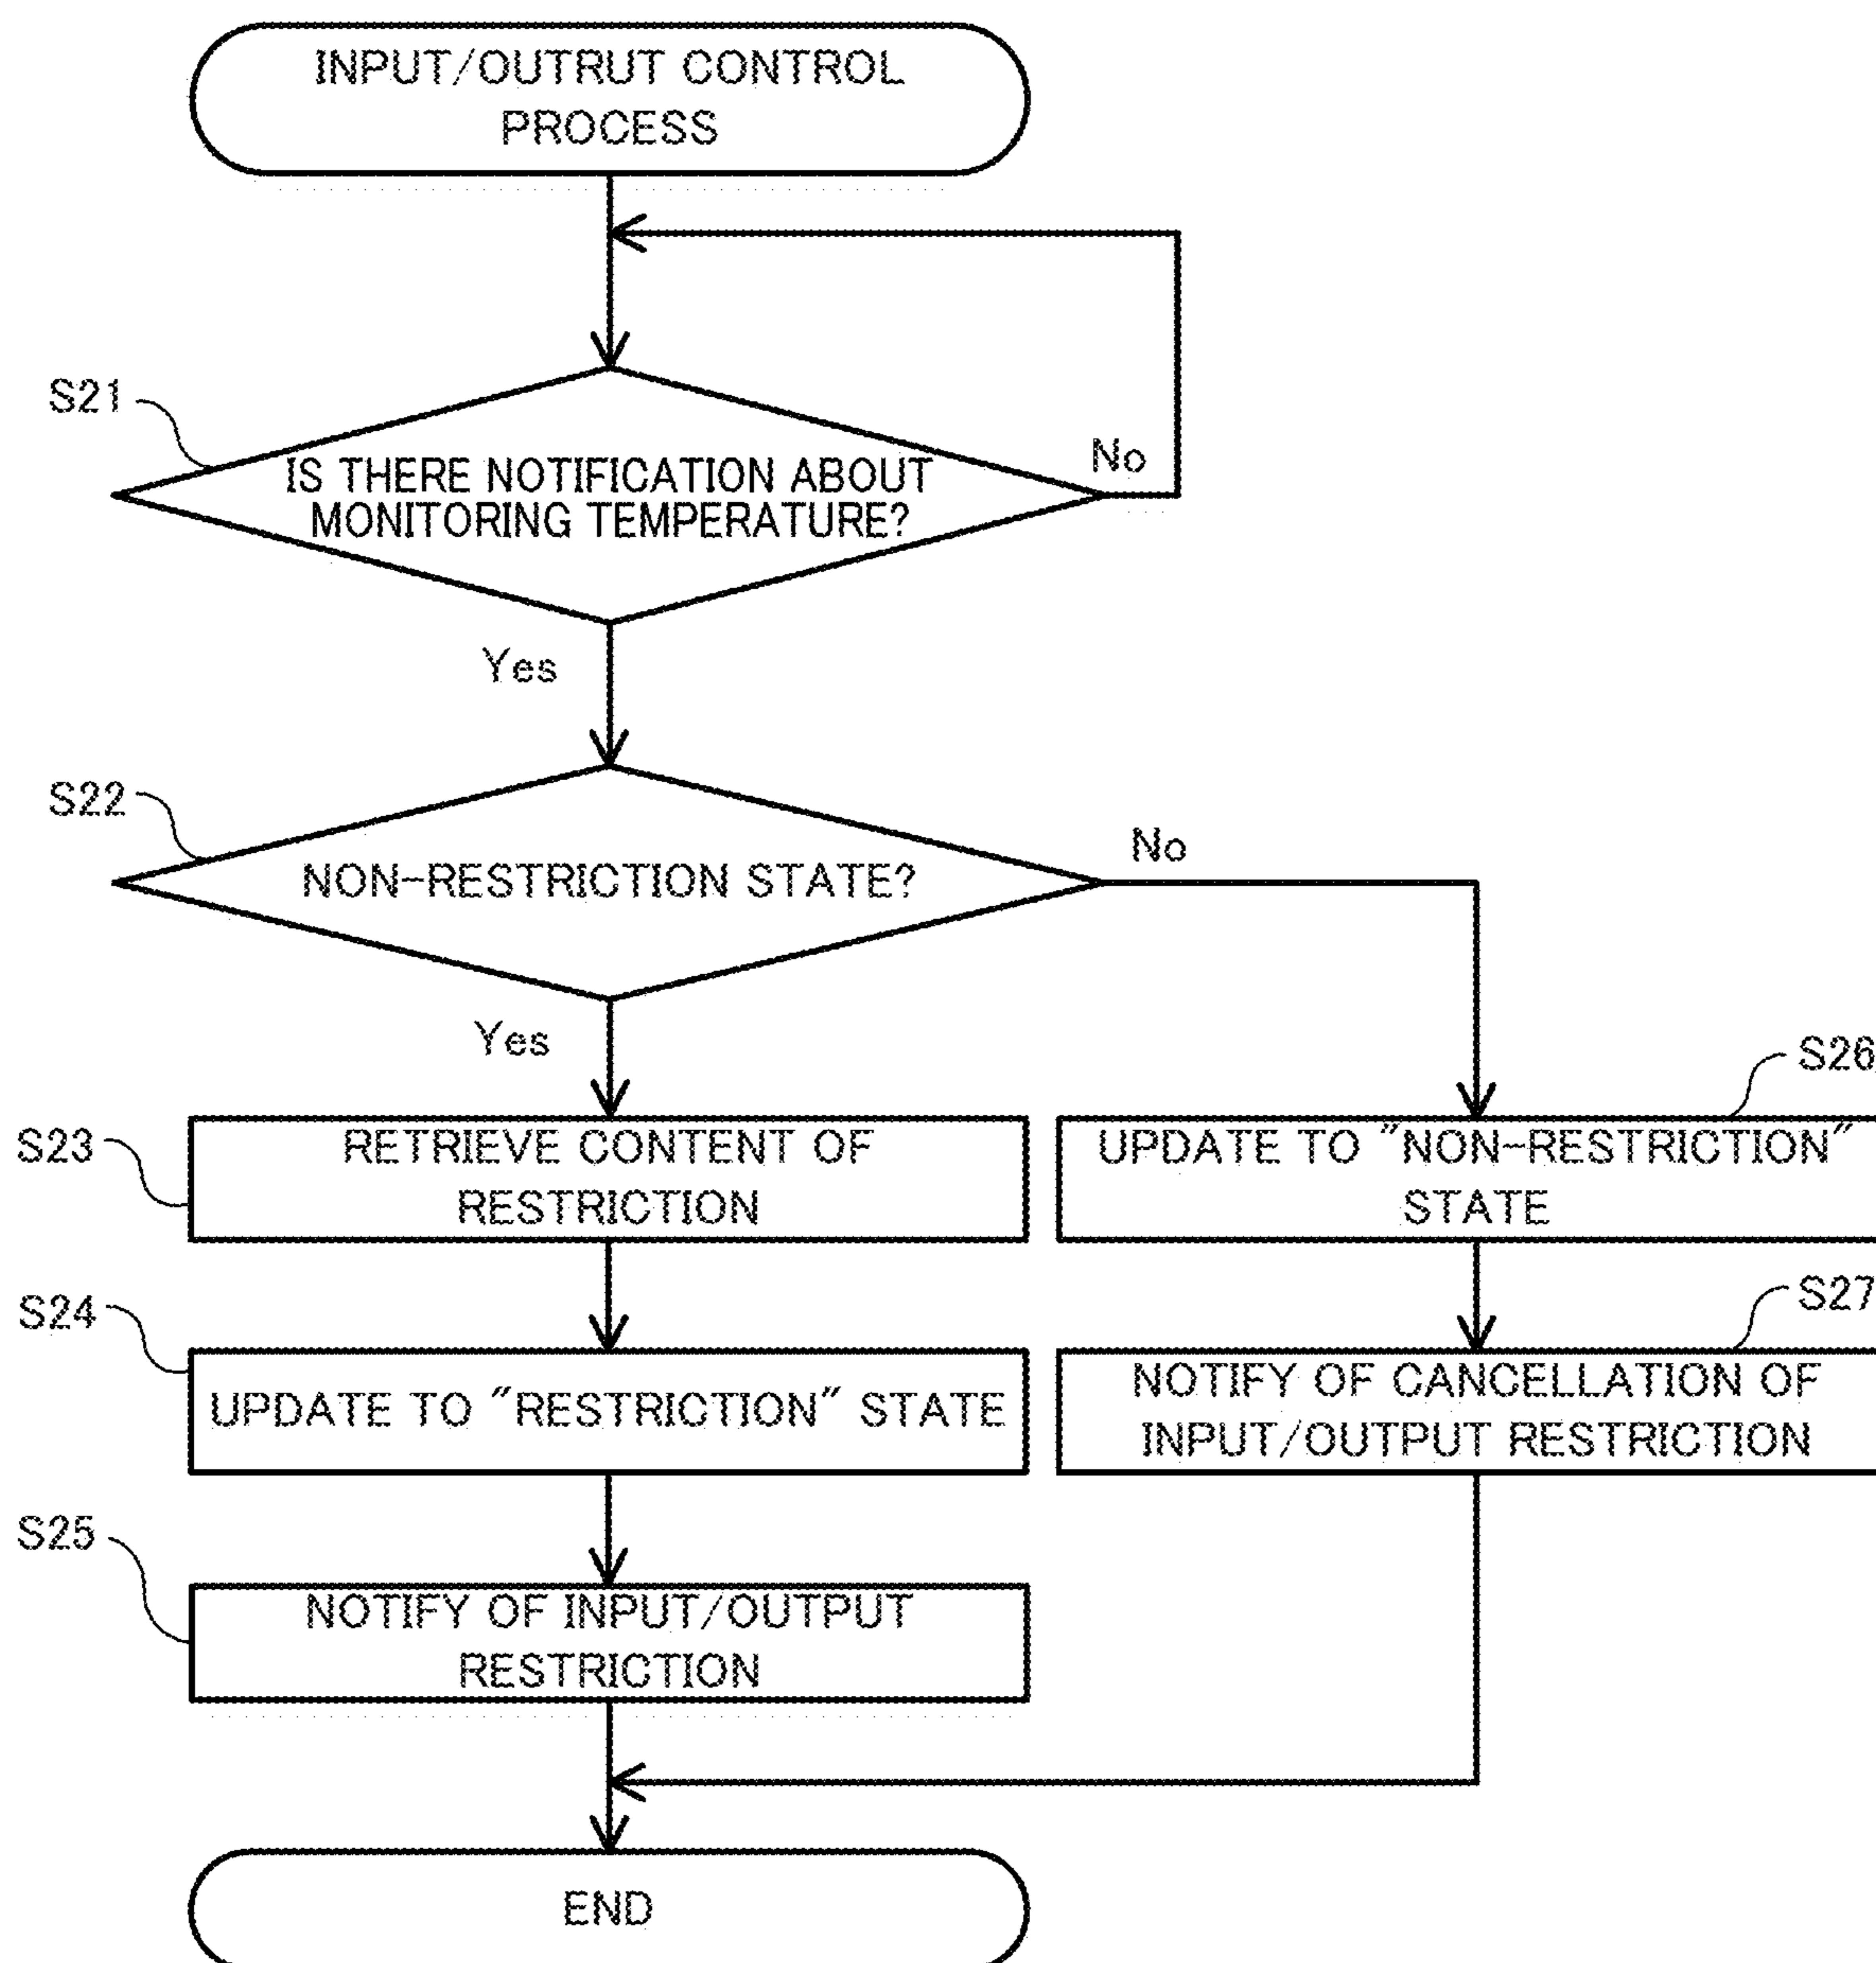 INPUT/OUTRUT CONTROL
PROCESS
S21
IS THERE NOTIFICATION ABOUT
MONITORING TEMPERATURE?
No
Yes
S22
NON-RESTRICTION STATE?
No
Yes
S23
RETRIEVE CONTENT OF
RESTRICTION
S26
UPDATE TO "NON-RESTRICTION"
STATE
S24
UPDATE TO "RESTRICTION" STATE
S27
NOTIFY OF CANCELLATION OF
INPUT/OUTPUT RESTRICTION
S25
NOTIFY OF INPUT/OUTPUT
RESTRICTION
END